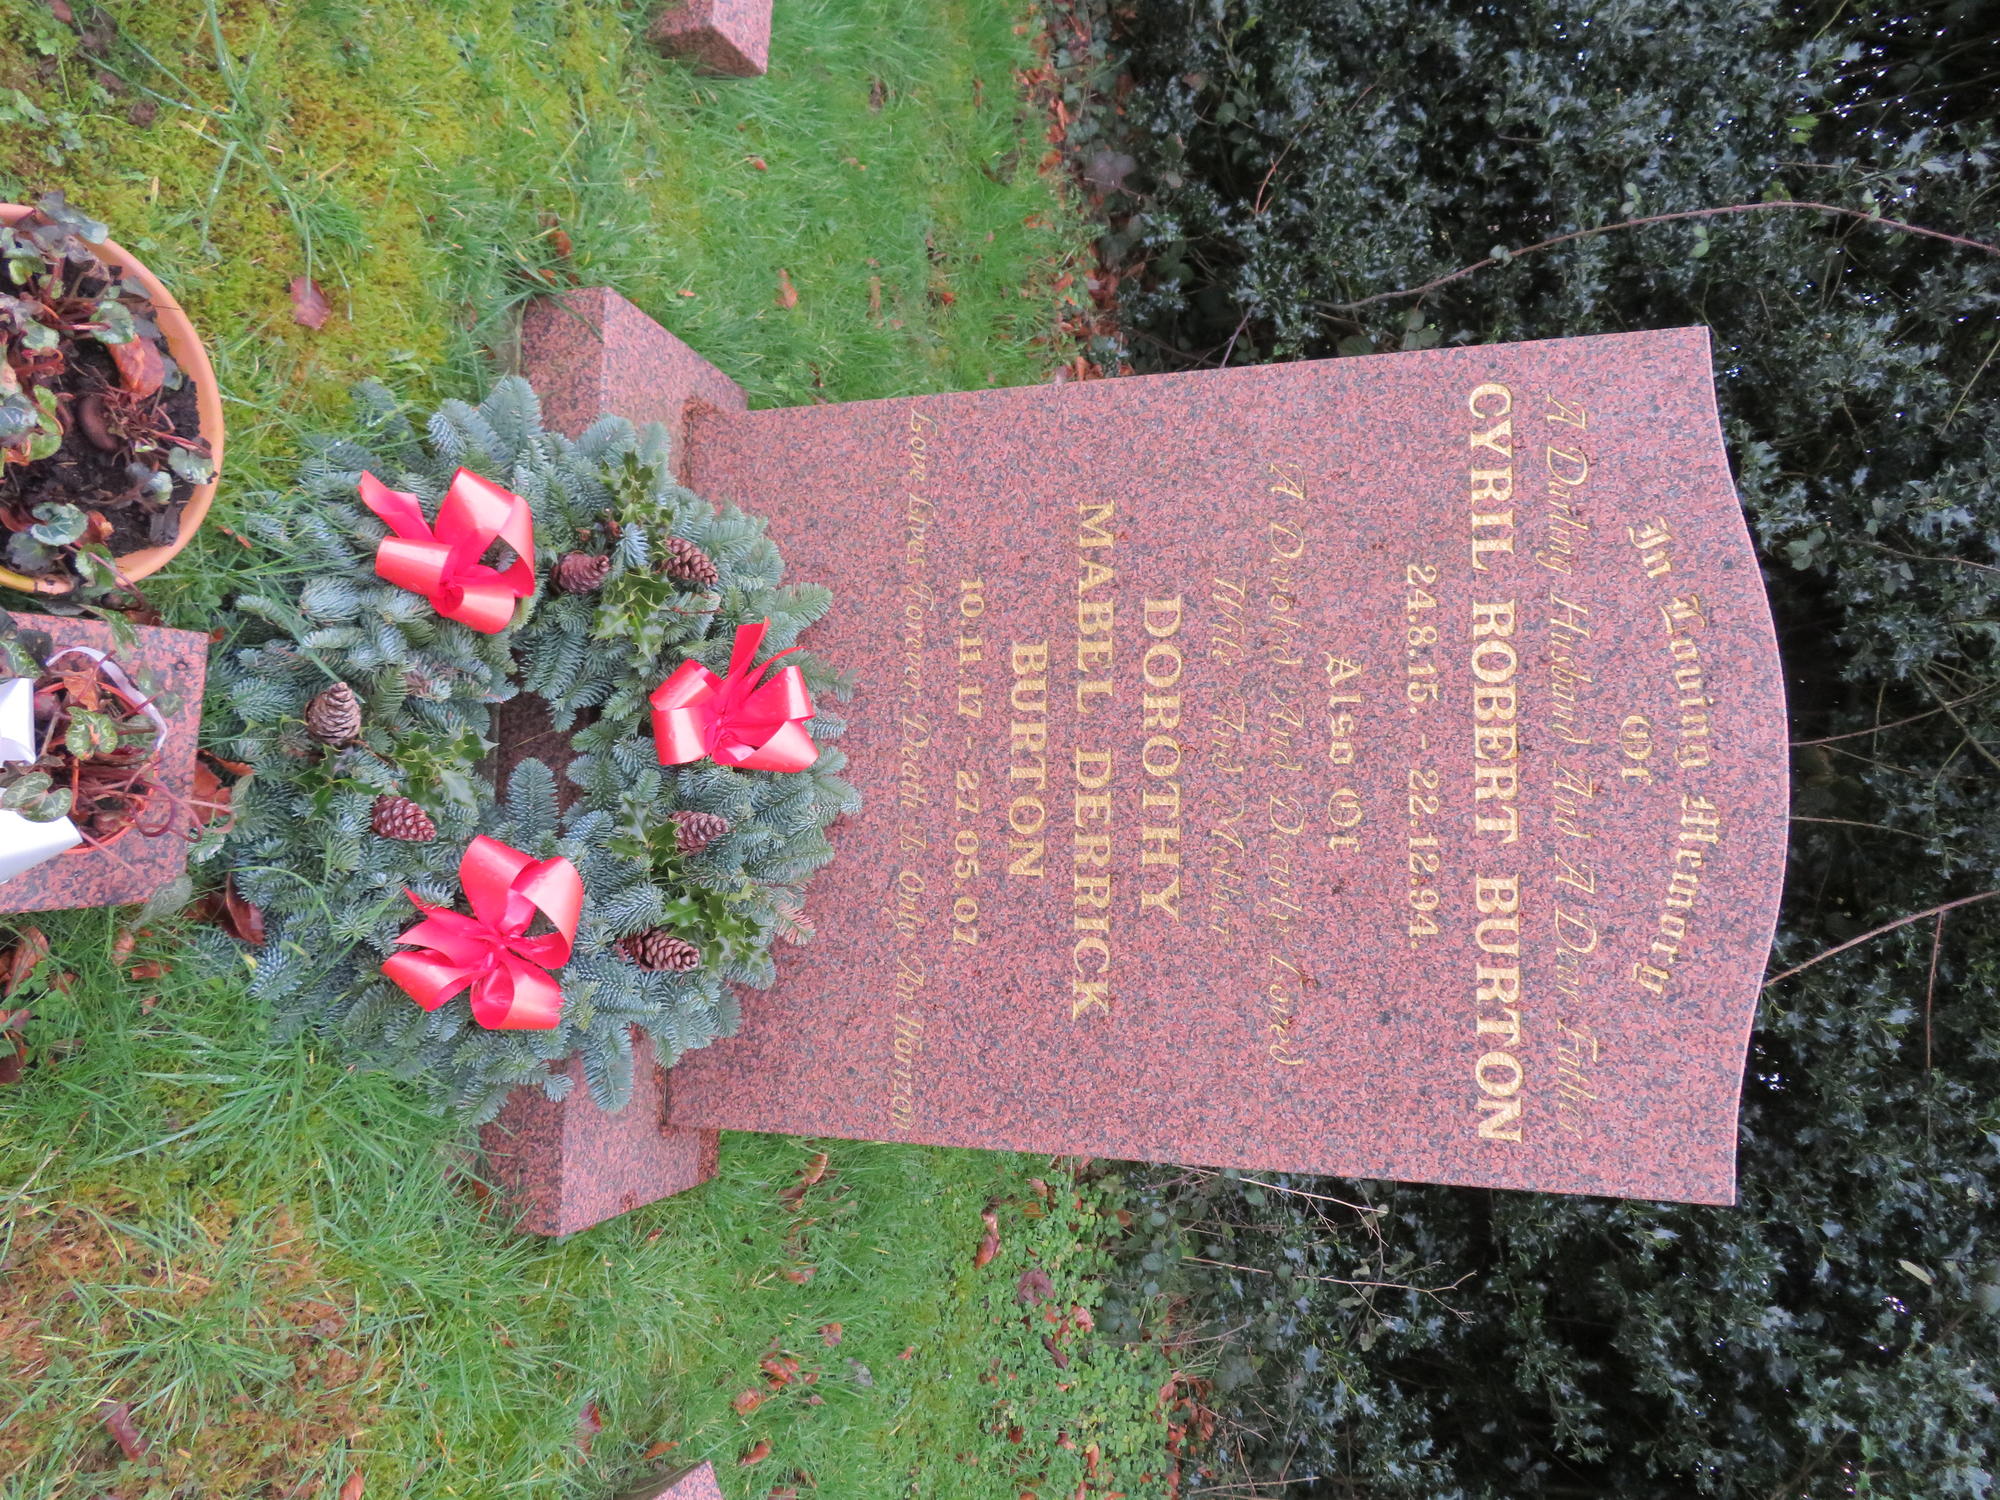 In Loving Memory
Of
A Darling Husband And A Dear Father
CYRIL ROBERT BURTON
24.8.15. - 22.12.94.
Also Of
A Devoted And Dearly Loved
Wife And Mother
DOROTHY
MABEL DERRICK
BURTON
10.11.17 - 27.05.07
Love Lives Forever, Death Is Only An Horizon